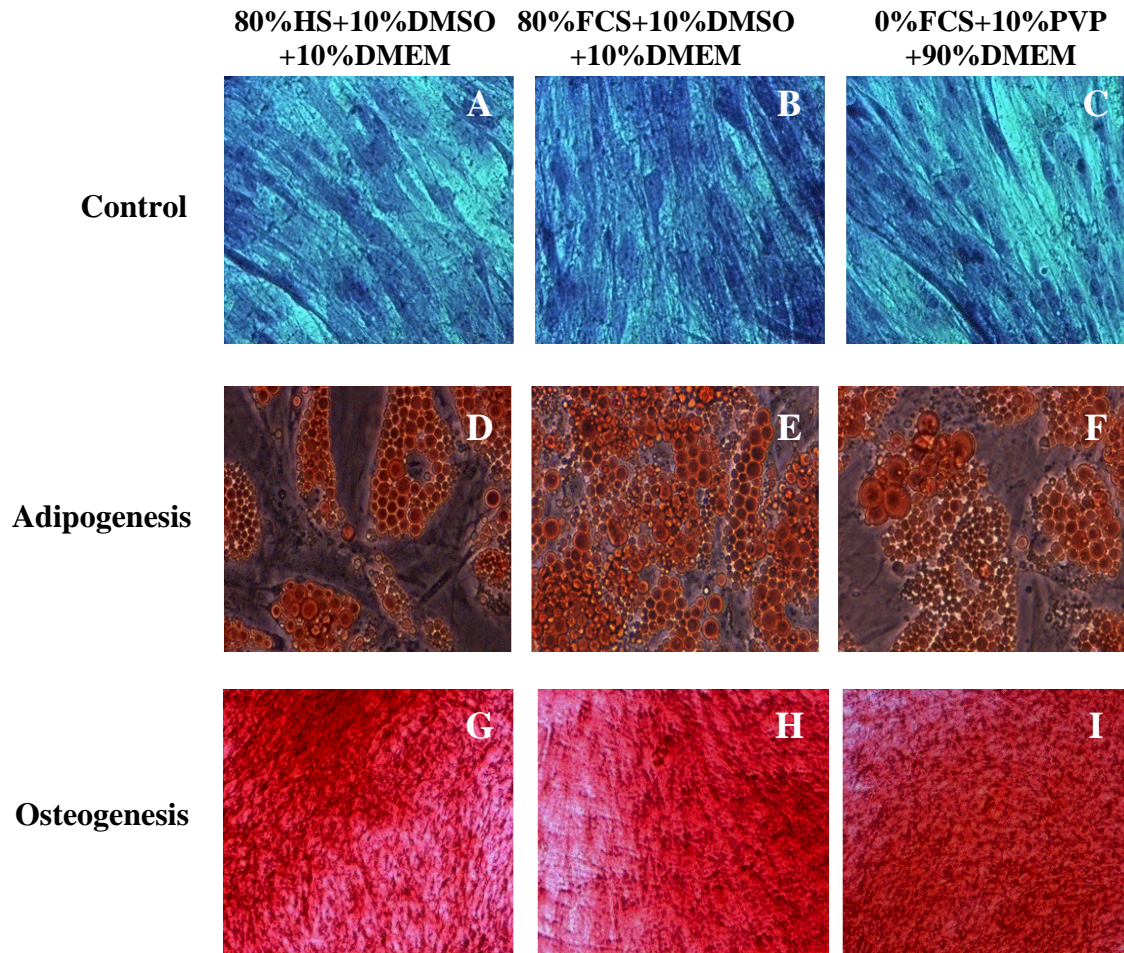 80%HS+10%DMSO
+10%DMEM
80%FCS+10%DMSO
+10%DMEM
0%FCS+10%PVP
+90%DMEM
Control
A
B
C
Adipogenesis
D
E
F
Osteogenesis
G
H
I